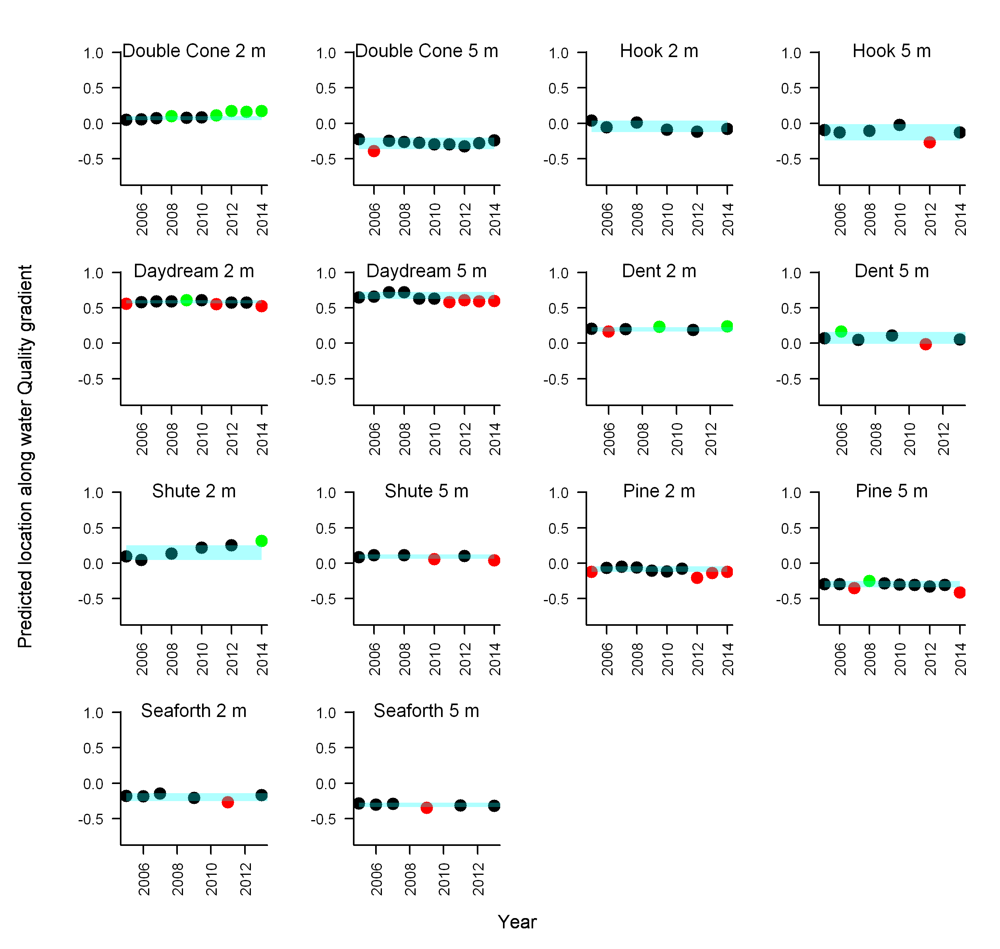 Double Cone 2 m
Double Cone 5 m
Hook 2 m
Hook 5 m
1.0
0.5
0.0
-0.5
1.0
0.5
0.0
-0.5
1.0
0.5
0.0
-0.5
1.0
0.5
0.0
-0.5
2006 2008 2010 2012 2014
2006 2008 2010 2012 2014
2006 2008 2010 2012 2014
2006 2008 2010 2012 2014
Daydream 2 m
Daydream 5 m
Dent 2 m
Dent 5 m
1.0
0.5
0.0
-0.5
1.0
0.5
0.0
-0.5
1.0
0.5
0.0
-0.5
1.0
0.5
0.0
-0.5
2006 2008 2010 2012 2014
2006 2008 2010 2012 2014
2006 2008 2010 2012
2006 2008 2010 2012
Predicted location along water Quality gradient
Shute 2 m
Shute 5 m
Pine 2 m
Pine 5 m
1.0
0.5
0.0
-0.5
1.0
0.5
0.0
-0.5
1.0
0.5
0.0
-0.5
1.0
0.5
0.0
-0.5
2006 2008 2010 2012 2014
2006 2008 2010 2012 2014
2006 2008 2010 2012 2014
2006 2008 2010 2012 2014
Seaforth 2 m
Seaforth 5 m
1.0
0.5
0.0
-0.5
1.0
0.5
0.0
-0.5
2006 2008 2010 2012
2006 2008 2010 2012
Year